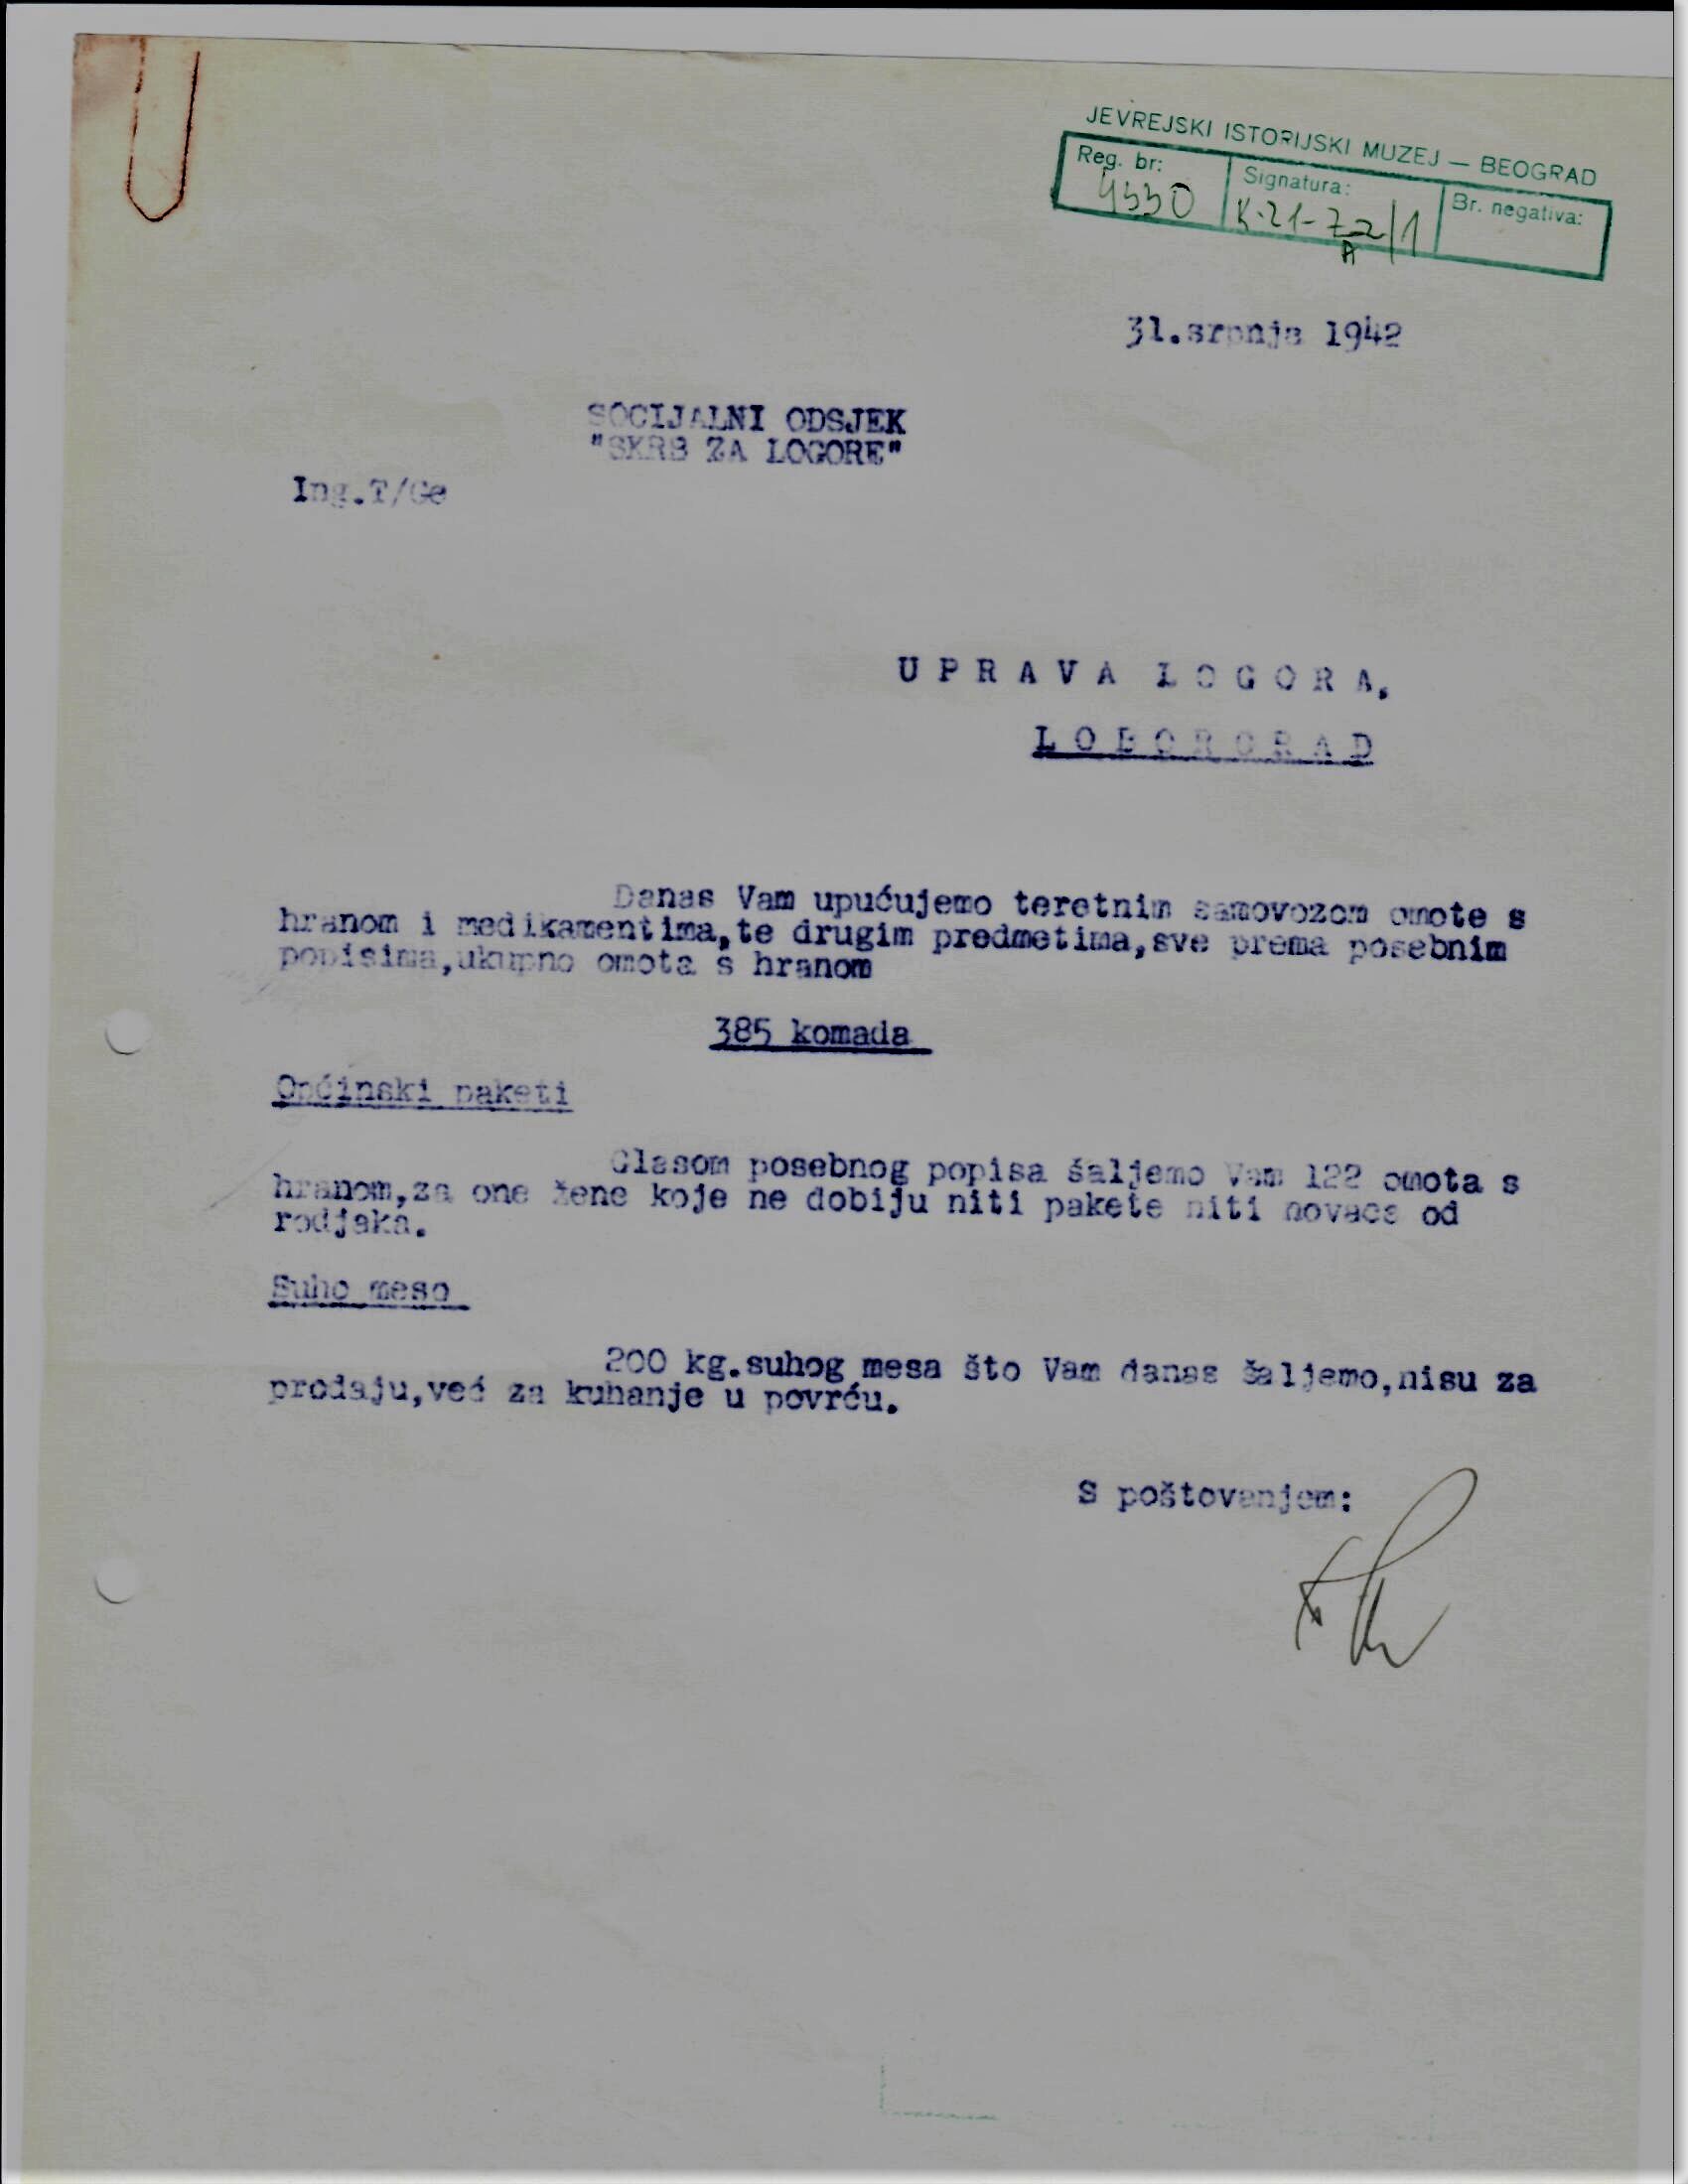 JEVREJSKI ISTORIJSKI MUZEJ — BEOGRAD
Reg. br: Signatura: Br. negativa:
4330 K.21-7-2/1
A
31.srpnja 1942
SOCIJALNI ODSJEK
"SKRB ZA LOGORE"
Ing.T/Ge
UPRAVA LOGORA,
LOBORGRAD
Danas Vam upućujemo teretnim samovozom omote s
hranom i medikamentima,te drugim predmetima,sve prema posebnim
popisima,ukupno omota s hranom
385 komada
Općinski paketi
Glasom posebnog popisa šaljemo Vam 122 omota s
hranom,za one žene koje ne dobiju niti pakete niti novaca od
rodjaka.
Suho meso
200 kg.suhog mesa što Vam danas šaljemo,nisu za
prodaju,već za kuhanje u povrću.
S poštovanjem: